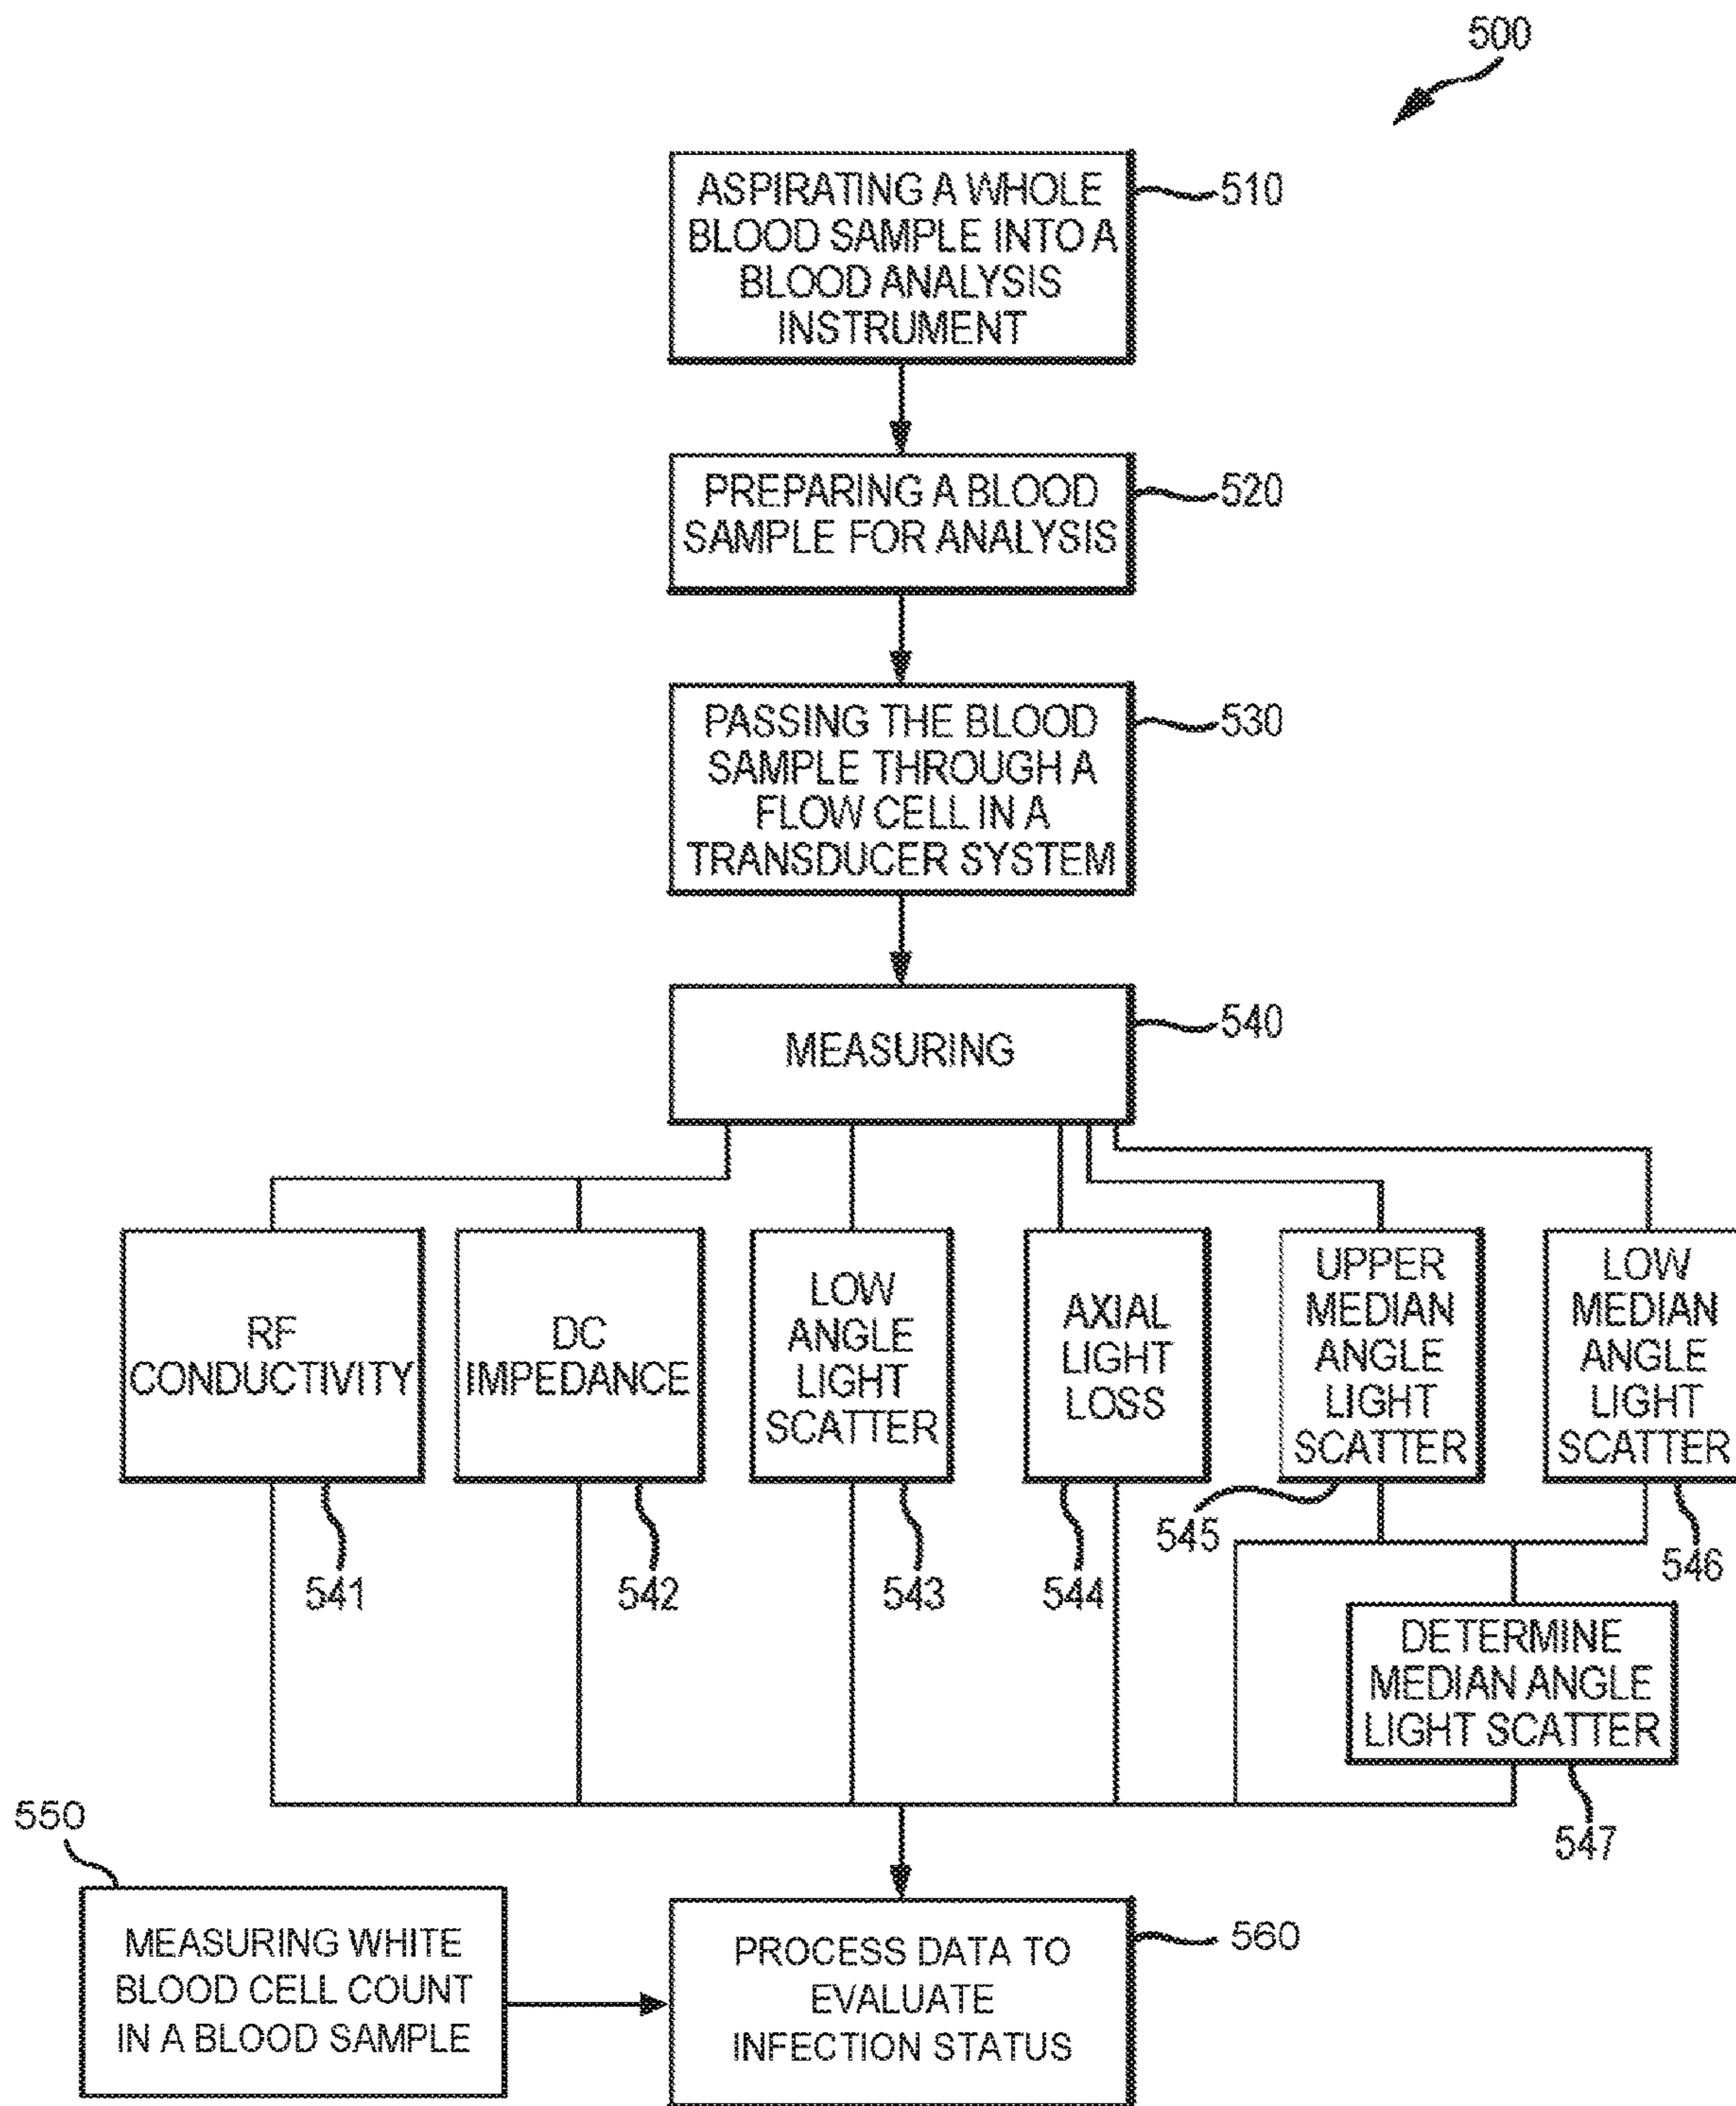 500
ASPIRATING A WHOLE
BLOOD SAMPLE INTO A
BLOOD ANALYSIS
INSTRUMENT
510
PREPARING A BLOOD
SAMPLE FOR ANALYSIS
520
PASSING THE BLOOD
SAMPLE THROUGH A
FLOW CELL IN A
TRANSDUCER SYSTEM
530
MEASURING
540
RF
CONDUCTIVITY
541
DC
IMPEDANCE
542
LOW
ANGLE
LIGHT
SCATTER
543
AXIAL
LIGHT
LOSS
544
UPPER
MEDIAN
ANGLE
LIGHT
SCATTER
545
LOW
MEDIAN
ANGLE
LIGHT
SCATTER
546
DETERMINE
MEDIAN ANGLE
LIGHT SCATTER
547
550
MEASURING WHITE
BLOOD CELL COUNT
IN A BLOOD SAMPLE
PROCESS DATA TO
EVALUATE
INFECTION STATUS
560